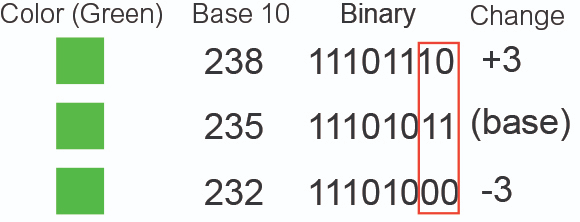 Color (Green) Base 10 Binary Change
238 11101110 +3
235 11101011 (base)
232 11101000 -3